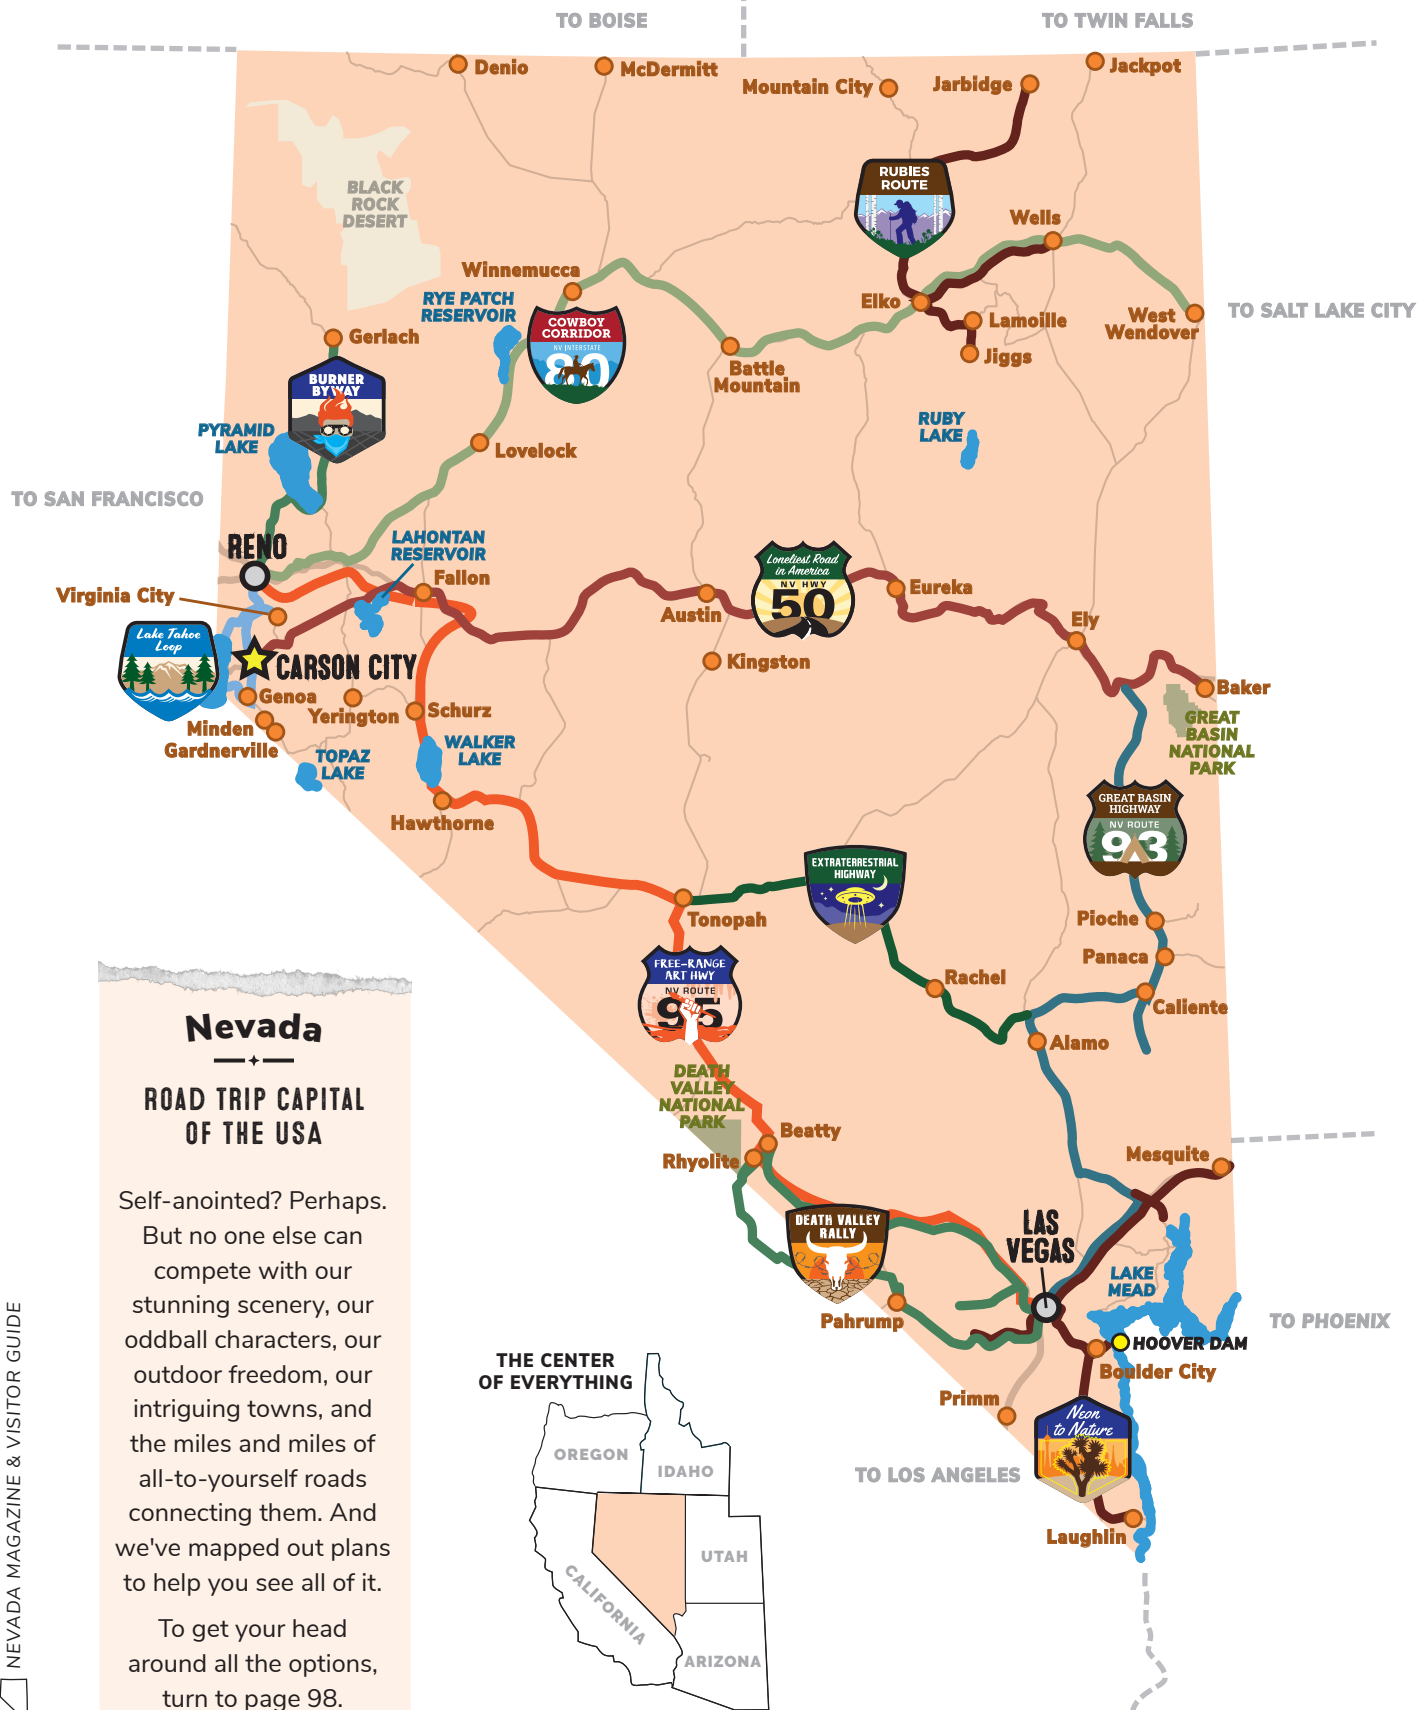 TO BOISE
TO TWIN FALLS
Denio
McDermitt
Mountain City
Jarbidge
Jackpot
BLACK
ROCK
DESERT
RUBIES
ROUTE
Wells
Winnemucca
RYE PATCH
RESERVOIR
COWBOY
CORRIDOR
NV INTERSTATE
80
Elko
Lamoille
Jiggs
West
Wendover
TO SALT LAKE CITY
Gerlach
BURNER
BYWAY
Battle
Mountain
PYRAMID
LAKE
RUBY
LAKE
Lovelock
TO SAN FRANCISCO
RENO
LAHONTAN
RESERVOIR
Fallon
Virginia City
Austin
Loneliest Road
in America
NV HWY
50
Eureka
Ely
Lake Tahoe
Loop
CARSON CITY
Kingston
Baker
Genoa
Yerington
Schurz
Minden
Gardnerville
TOPAZ
LAKE
WALKER
LAKE
GREAT
BASIN
NATIONAL
PARK
Hawthorne
GREAT BASIN
HIGHWAY
NV ROUTE
93
EXTRATERRESTRIAL
HIGHWAY
Tonopah
Pioche
Panaca
FREE-RANGE
ART HWY
NV ROUTE
95
Rachel
Caliente
Alamo
DEATH
VALLEY
NATIONAL
PARK
Beatty
Rhyolite
Mesquite
DEATH VALLEY
RALLY
LAS
VEGAS
LAKE
MEAD
Pahrump
TO PHOENIX
HOOVER DAM
Boulder City
Primm
Neon
to Nature
TO LOS ANGELES
Laughlin
Nevada
ROAD TRIP CAPITAL
OF THE USA
Self-anointed? Perhaps.
But no one else can
compete with our
stunning scenery, our
oddball characters, our
outdoor freedom, our
intriguing towns, and
the miles and miles of
all-to-yourself roads
connecting them. And
we've mapped out plans
to help you see all of it.
To get your head
around all the options,
turn to page 98.
THE CENTER
OF EVERYTHING
OREGON
IDAHO
UTAH
CALIFORNIA
ARIZONA
NEVADA MAGAZINE & VISITOR GUIDE